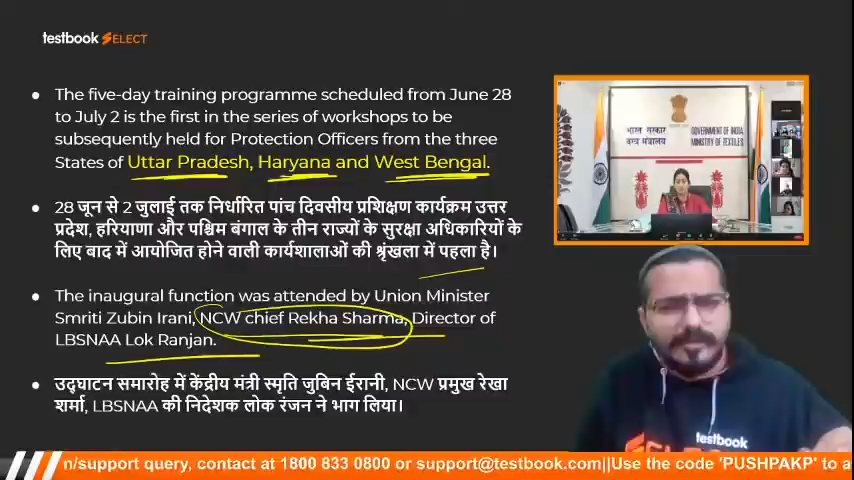 testbook SELECT
The five-day training programme scheduled from June 28
to July 2 is the first in the series of workshops to be
subsequently held for Protection Officers from the three
States of Uttar Pradesh, Haryana and West Bengal.
28 जून से 2 जुलाई तक निर्धारित पांच दिवसीय प्रशिक्षण कार्यक्रम उत्तर
प्रदेश, हरियाणा और पश्चिम बंगाल के तीन राज्यों के सुरक्षा अधिकारियों के
लिए बाद में आयोजित होने वाली कार्यशालाओं की श्रृंखला में पहला है।
The inaugural function was attended by Union Minister
Smriti Zubin Irani, NCW chief Rekha Sharma, Director of
LBSNAA Lok Ranjan.
उद्घाटन समारोह में केंद्रीय मंत्री स्मृति जुबिन ईरानी, NCW प्रमुख रेखा
शर्मा, LBSNAA की निदेशक लोक रंजन ने भाग लिया।
भारत सरकार GOVERNMENT OF INDIA
वस्त्र मंत्रालय MINISTRY OF TEXTILES
testbook
n/support query, contact at 1800 833 0800 or support@testbook.com||Use the code 'PUSHPAKP' to a